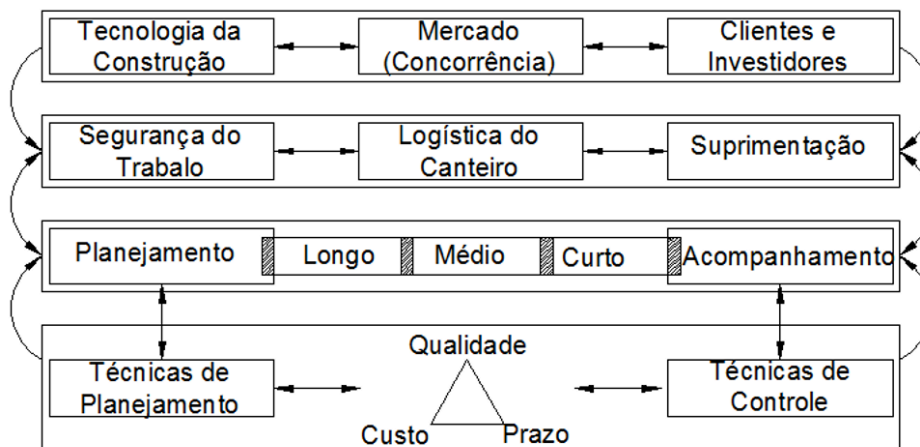 Tecnologia da
Construção
Mercado
(Concorrência)
Clientes e
Investidores
Segurança do
Trabalo
Logística do
Canteiro
Suprimentação
Planejamento
Longo
Médio
Curto
Acompanhamento
Qualidade
Técnicas de
Planejamento
Custo
Prazo
Técnicas de
Controle